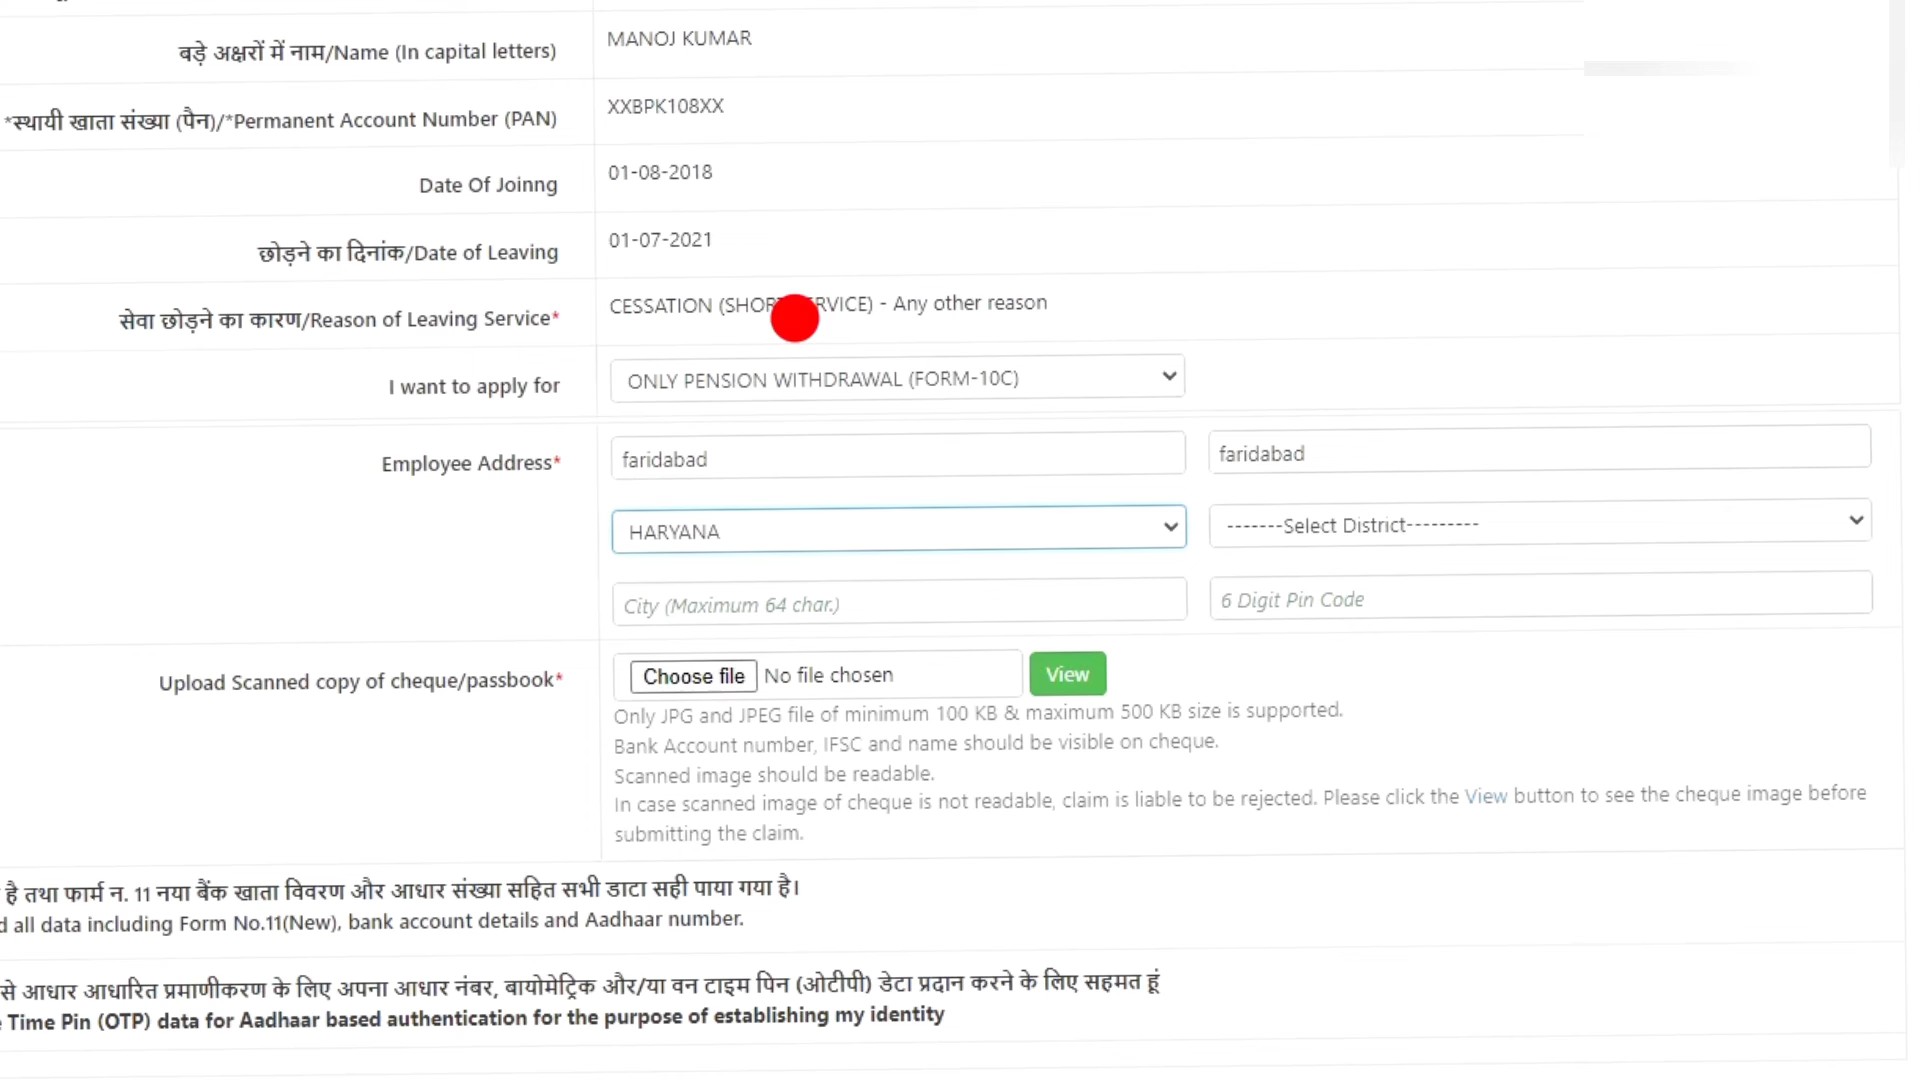 बड़े अक्षरों में नाम/Name (In capital letters) MANOJ KUMAR
*स्थायी खाता संख्या (पैन)/*Permanent Account Number (PAN) XXBPK108XX
Date Of Joinng 01-08-2018
छोड़ने का दिनांक/Date of Leaving 01-07-2021
सेवा छोड़ने का कारण/Reason of Leaving Service* CESSATION ( - Any other reason
I want to apply for ONLY PENSION WITHDRAWAL (FORM-10C)
Employee Address* faridabad faridabad
HARYANA -------Select District---------
City (Maximum 64 char.) 6 Digit Pin Code
Upload Scanned copy of cheque/passbook* Choose file No file chosen View
Only JPG and JPEG file of minimum 100 KB & maximum 500 KB size is supported.
Bank Account number, IFSC and name should be visible on cheque.
Scanned image should be readable.
In case scanned image of cheque is not readable, claim is liable to be rejected. Please click the View button to see the cheque image before
submitting the claim.
है तथा फार्म न. 11 नया बैंक खाता विवरण और आधार संख्या सहित सभी डाटा सही पाया गया है।
all data including Form No.11(New), bank account details and Aadhaar number.
से आधार आधारित प्रमाणीकरण के लिए अपना आधार नंबर, बायोमेट्रिक और/या वन टाइम पिन (ओटीपी) डेटा प्रदान करने के लिए सहमत हूं
Time Pin (OTP) data for Aadhaar based authentication for the purpose of establishing my identity